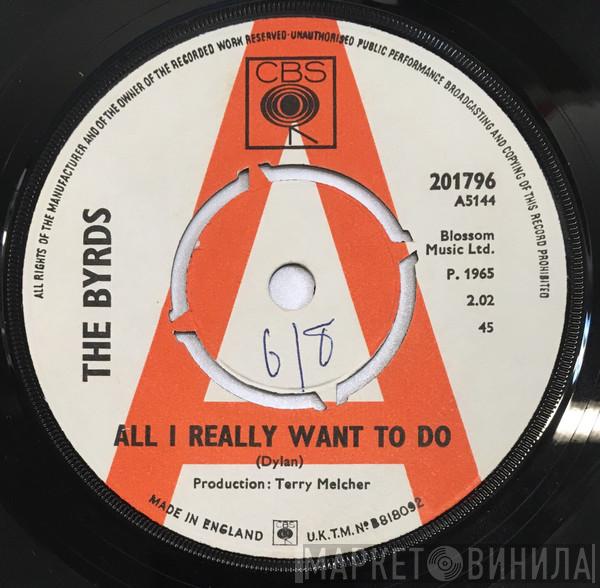 ALL RIGHTS OF THE MANUFACTURER AND OF THE OWNER OF THE RECORDED WORK RESERVED·UNAUTHORISED PUBLIC PERFORMANCE BROADCASTING AND COPYING OF THIS RECORD PROHIBITED
CBS
201796
A5144
Blossom
Music Ltd.
P. 1965
2.02
45
THE BYRDS
6/8
ALL I REALLY WANT TO DO
(Dylan)
Production: Terry Melcher
MADE IN ENGLAND CBS U.K.T.M. Nº B818092
МАРКЕТ ВИНИЛА